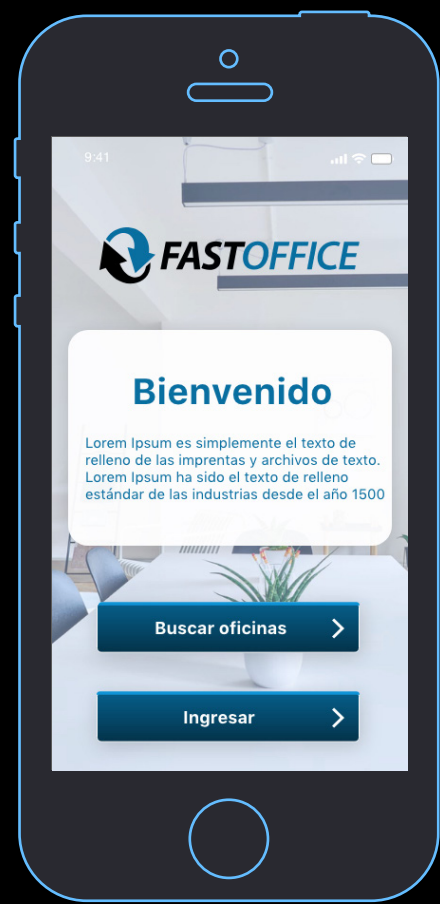 9:41
FASTOFFICE
Bienvenido
Lorem Ipsum es simplemente el texto de
relleno de las imprentas y archivos de texto.
Lorem Ipsum ha sido el texto de relleno
estándar de las industrias desde el año 1500
Buscar oficinas
Ingresar